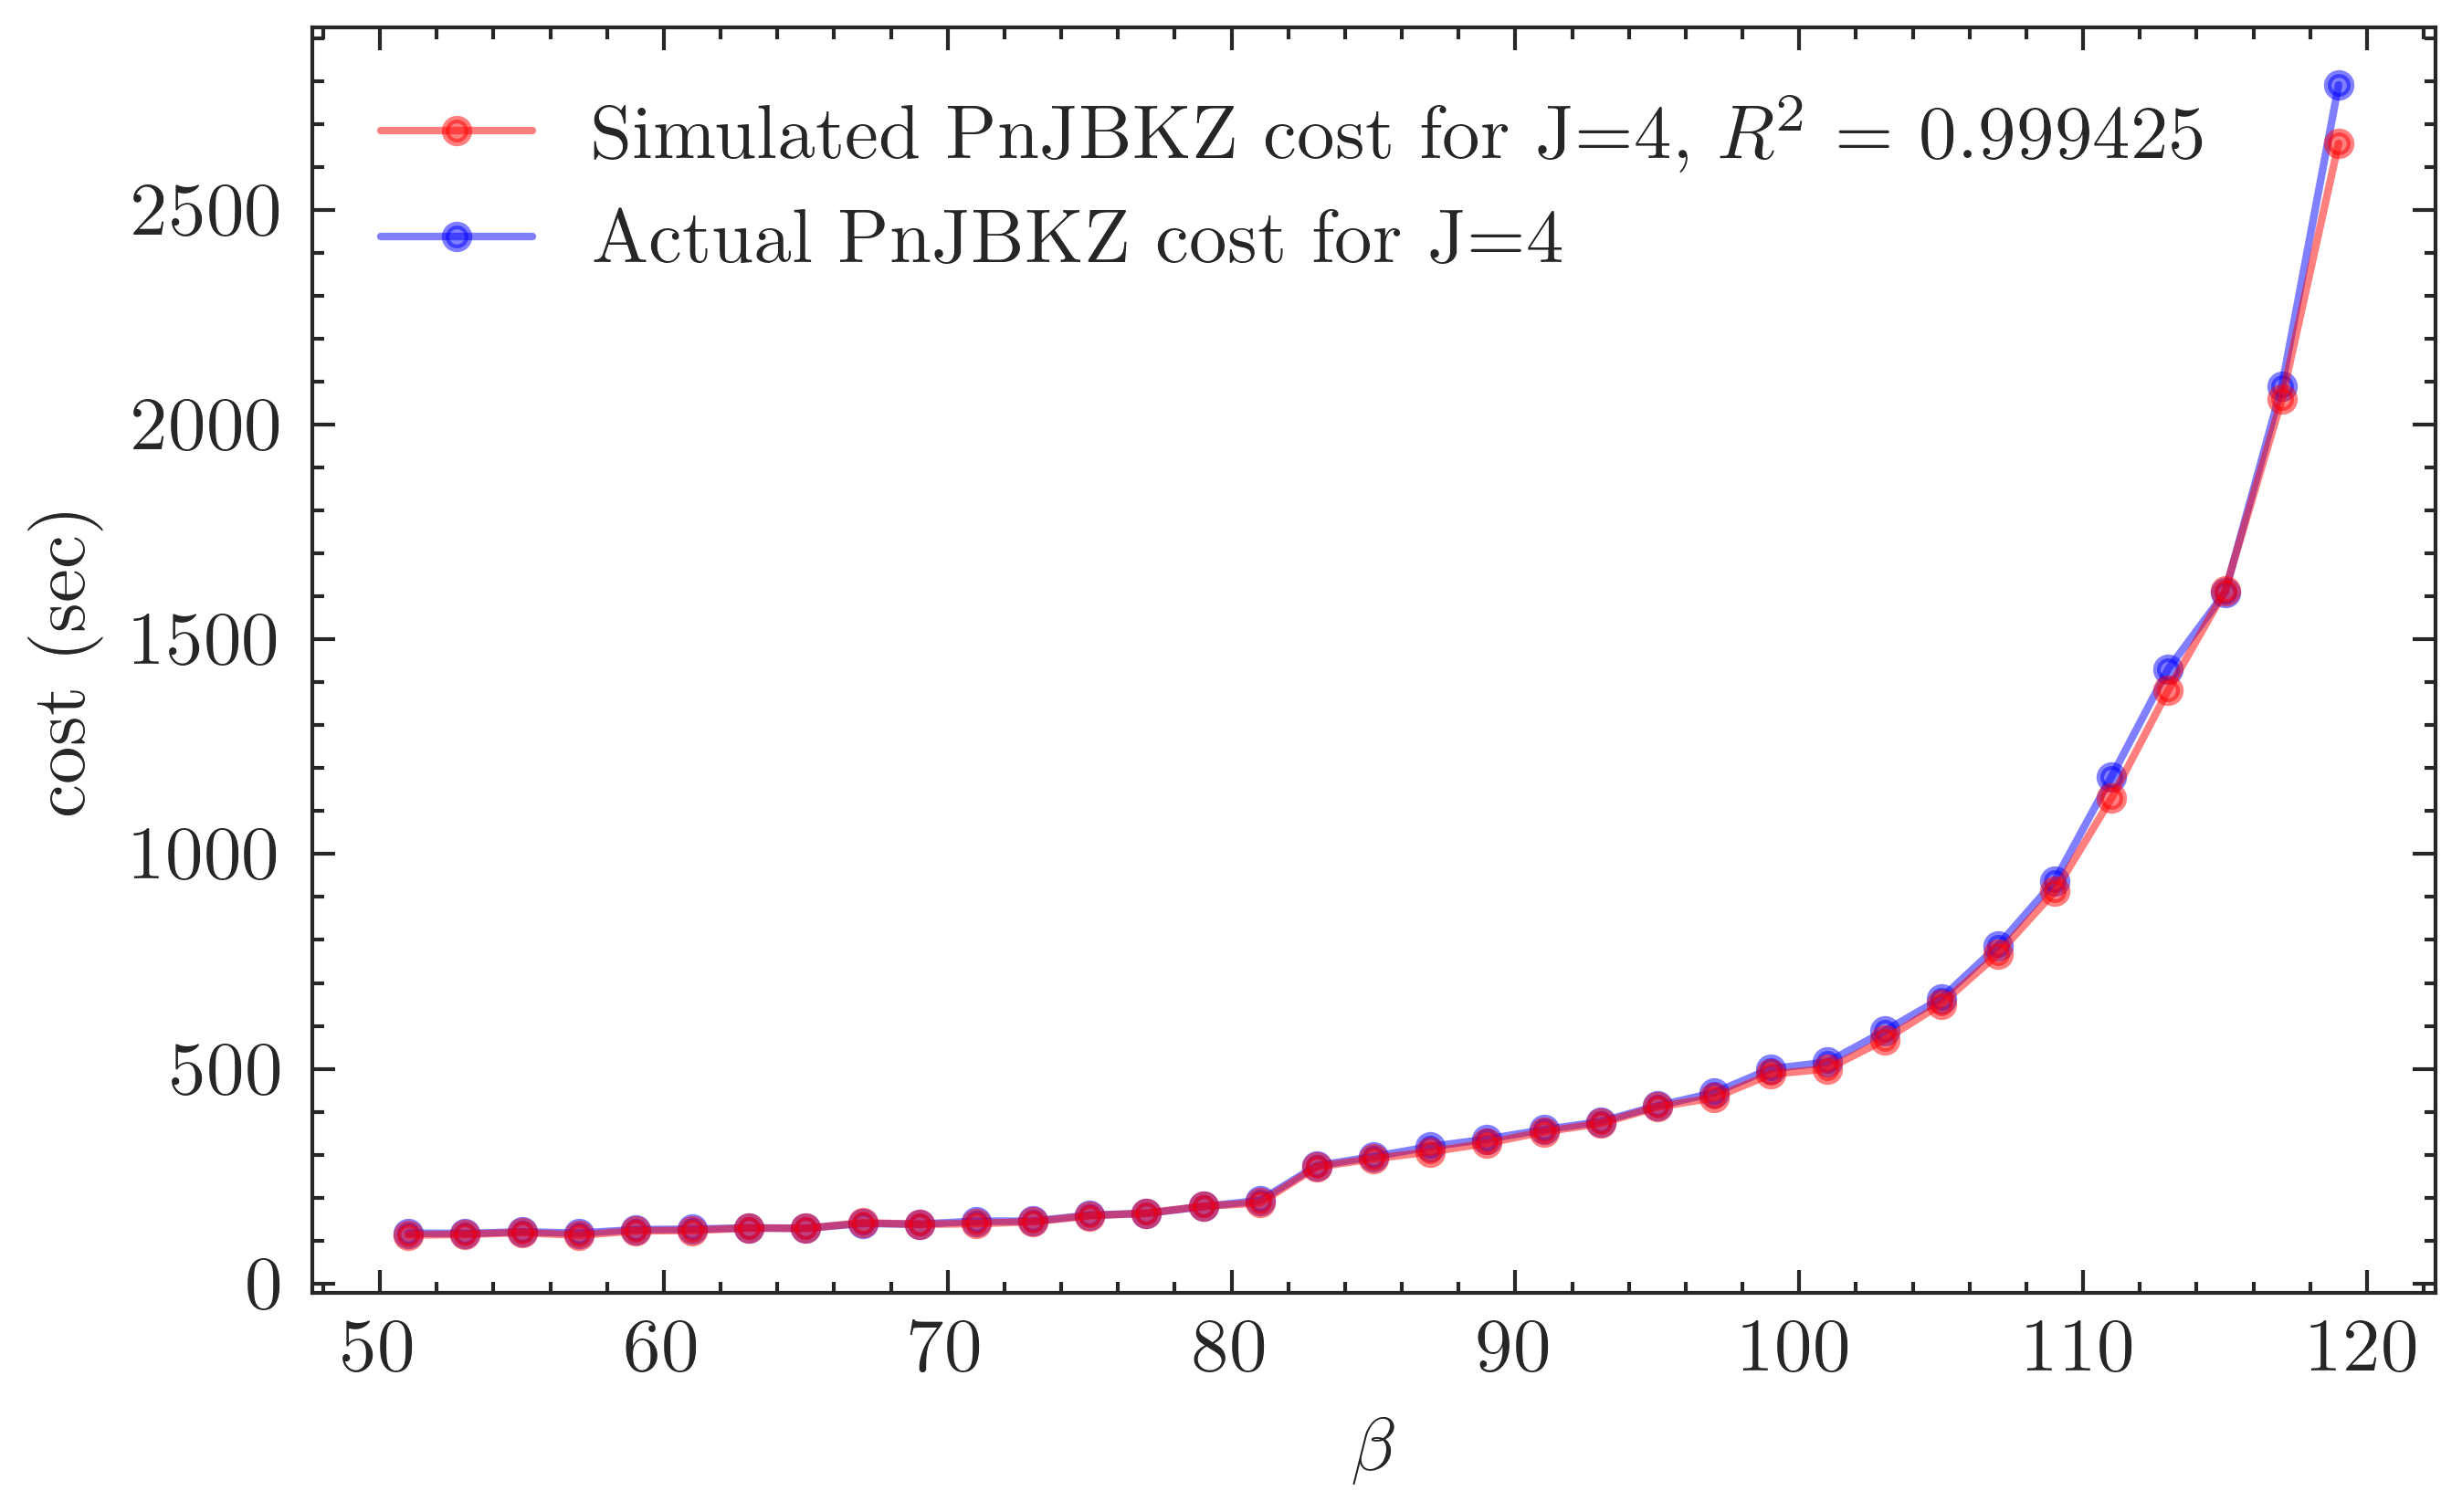 Simulated PnJBKZ cost for J=4, R² = 0.999425
Actual PnJBKZ cost for J=4
cost (sec)
2500
2000
1500
1000
500
0
50 60 70 80 90 100 110 120
β